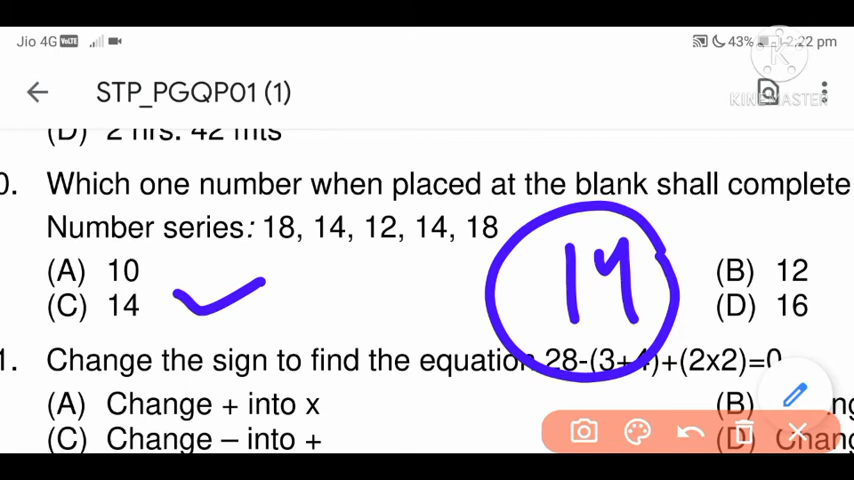 Jio 4G VoLTE 43% 2:22 pm
STP_PGQP01 (1)
KINEMASTER
(D) 2 hrs. 42 mts
0. Which one number when placed at the blank shall complete
Number series: 18, 14, 12, 14, 18
14
(A) 10 (B) 12
(C) 14 (D) 16
1. Change the sign to find the equation 28-(3+4)+(2x2)=0
(A) Change + into x (B)
(C) Change – into + (D) Chang